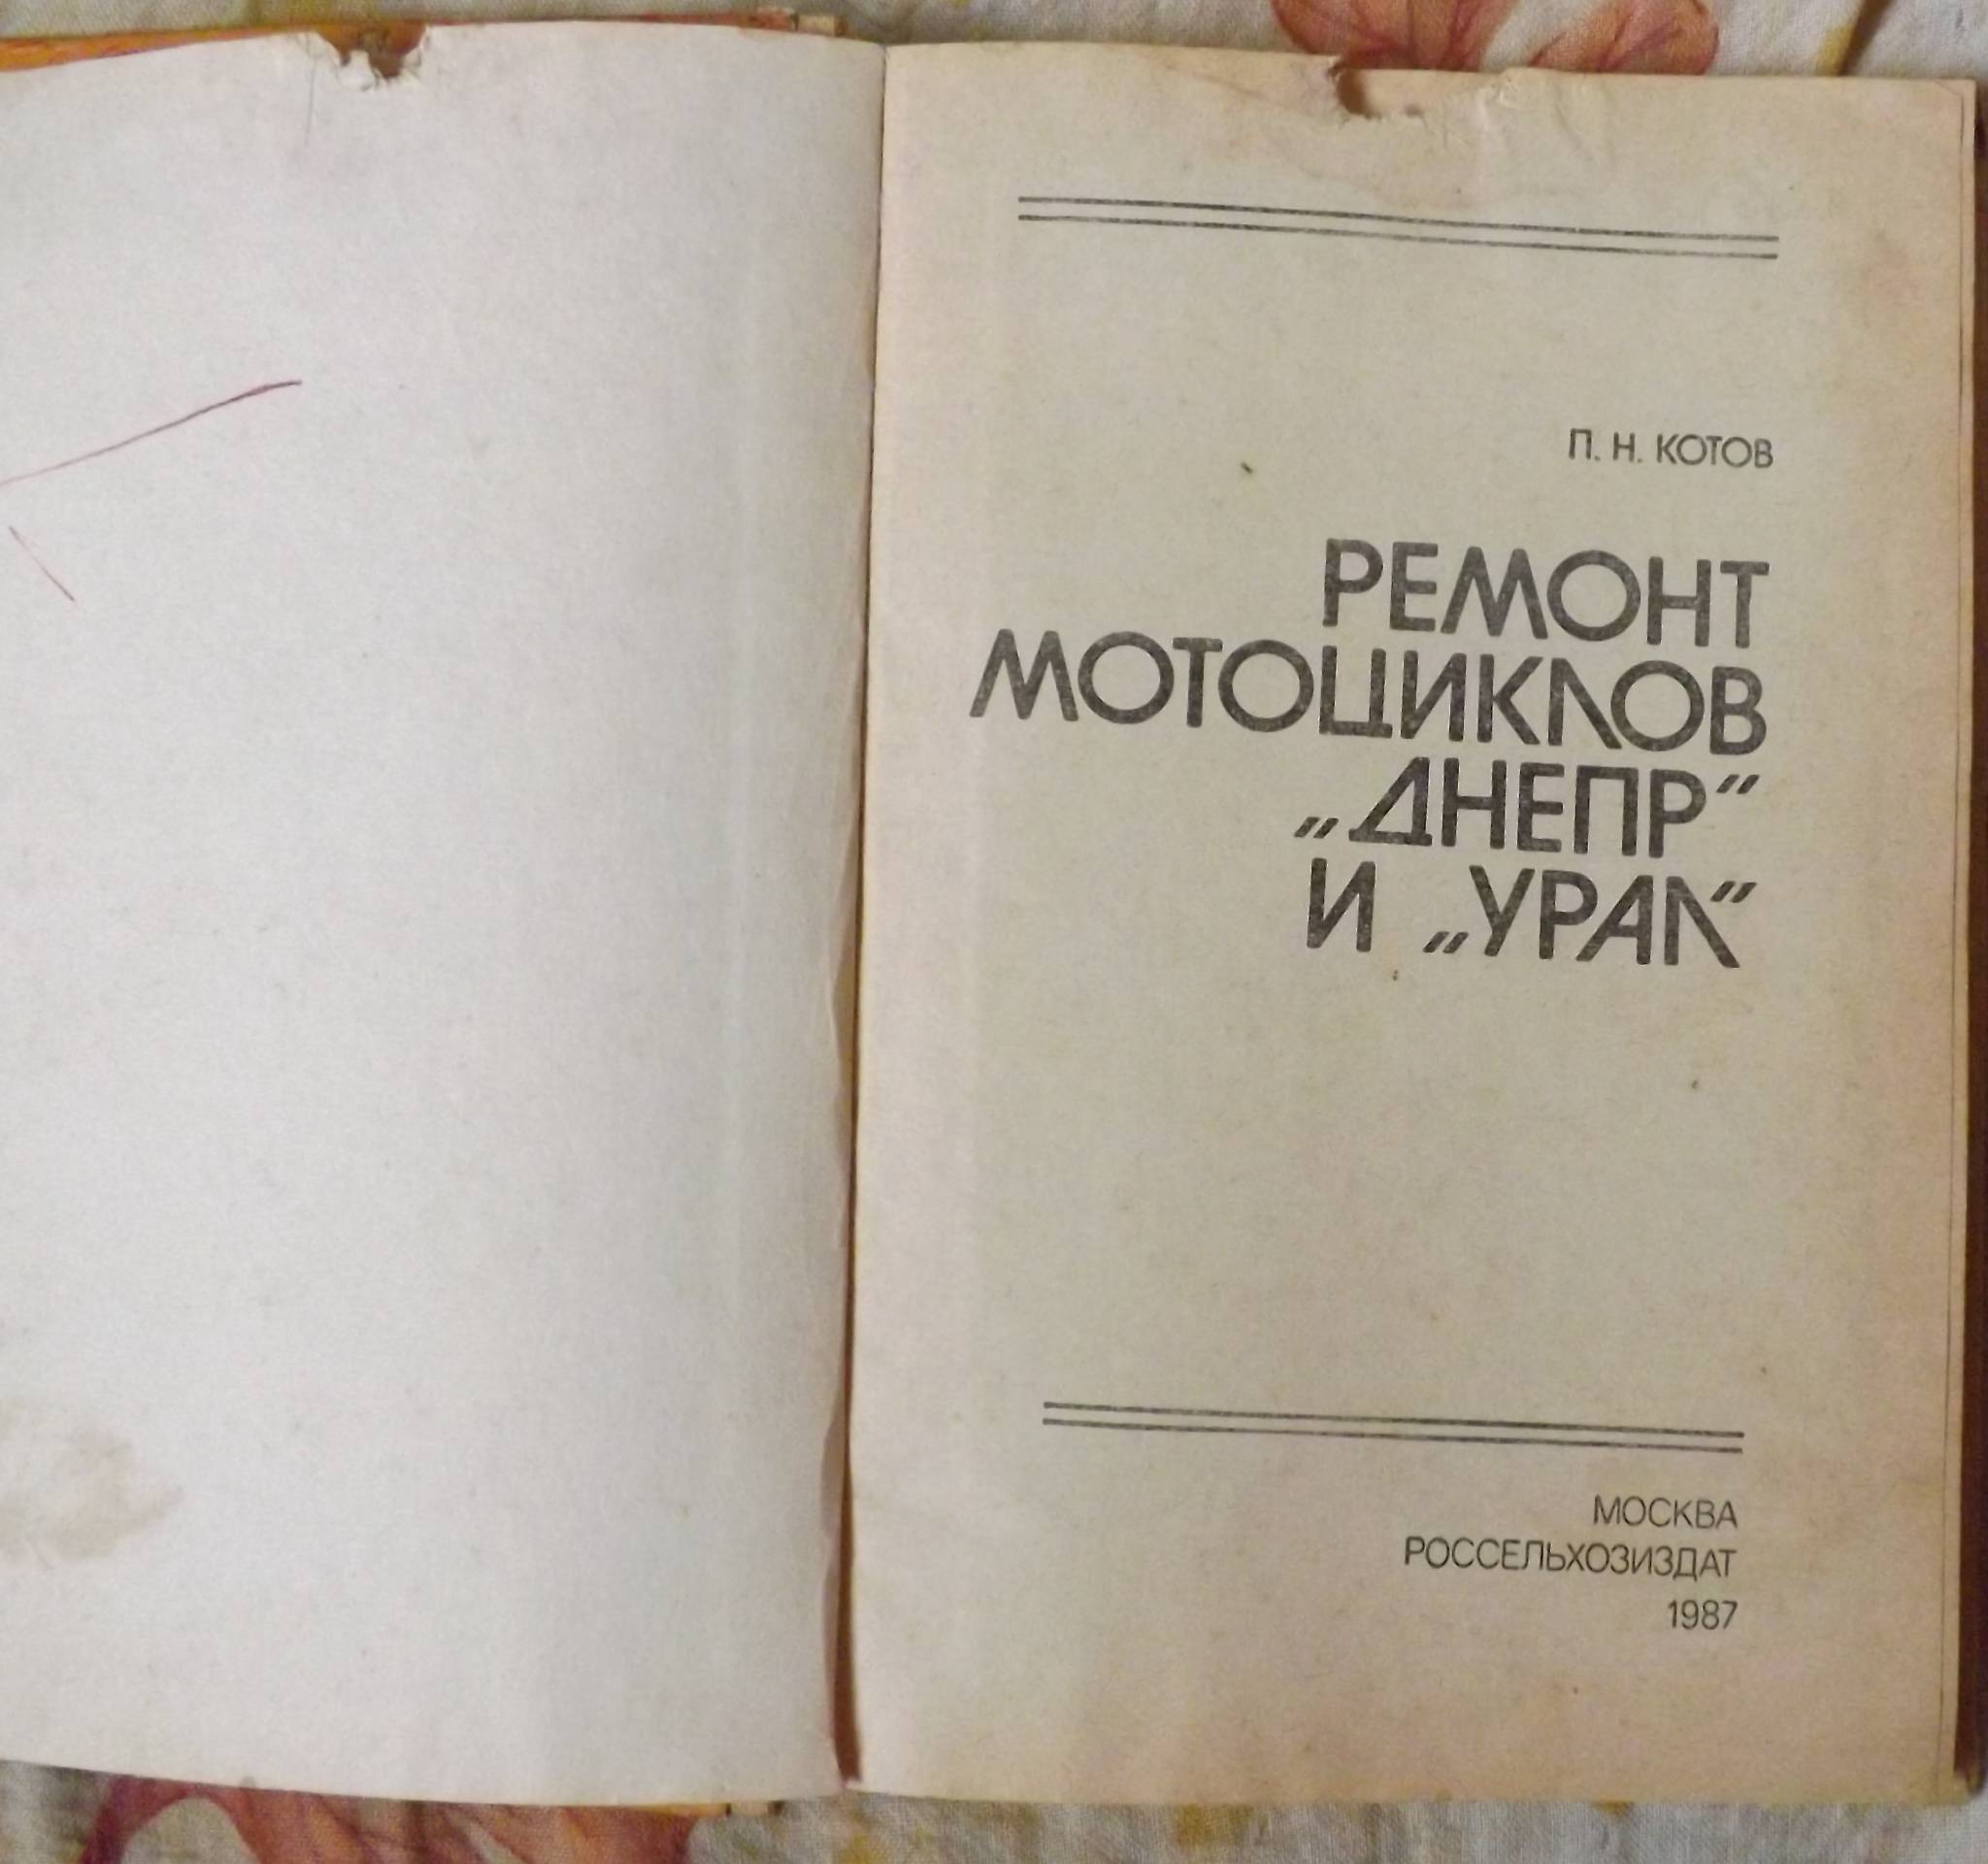 П. Н. КОТОВ
РЕМОНТ
МОТОЦИКЛОВ
„ДНЕПР“
И „УРАЛ“
МОСКВА
РОССЕЛЬХОЗИЗДАТ
1987